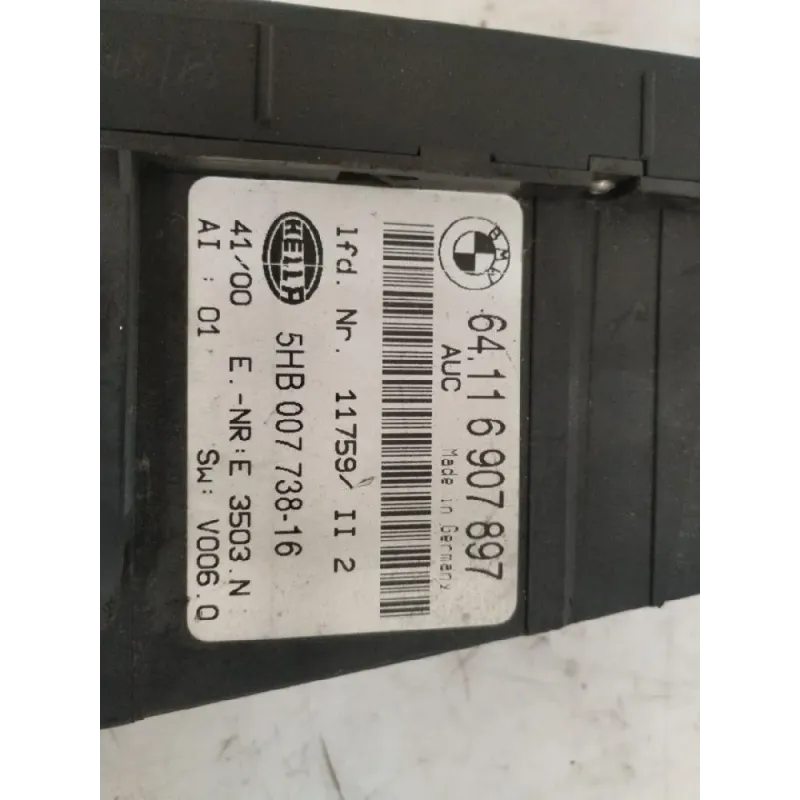 BMW
64.11 6 907 897
AUC Made in Germany
lfd. Nr. 11759/ II 2
HELLA 5HB 007 738-16
41/00 E.-NR:E 3503.N
AI : 01 SW: V006.0